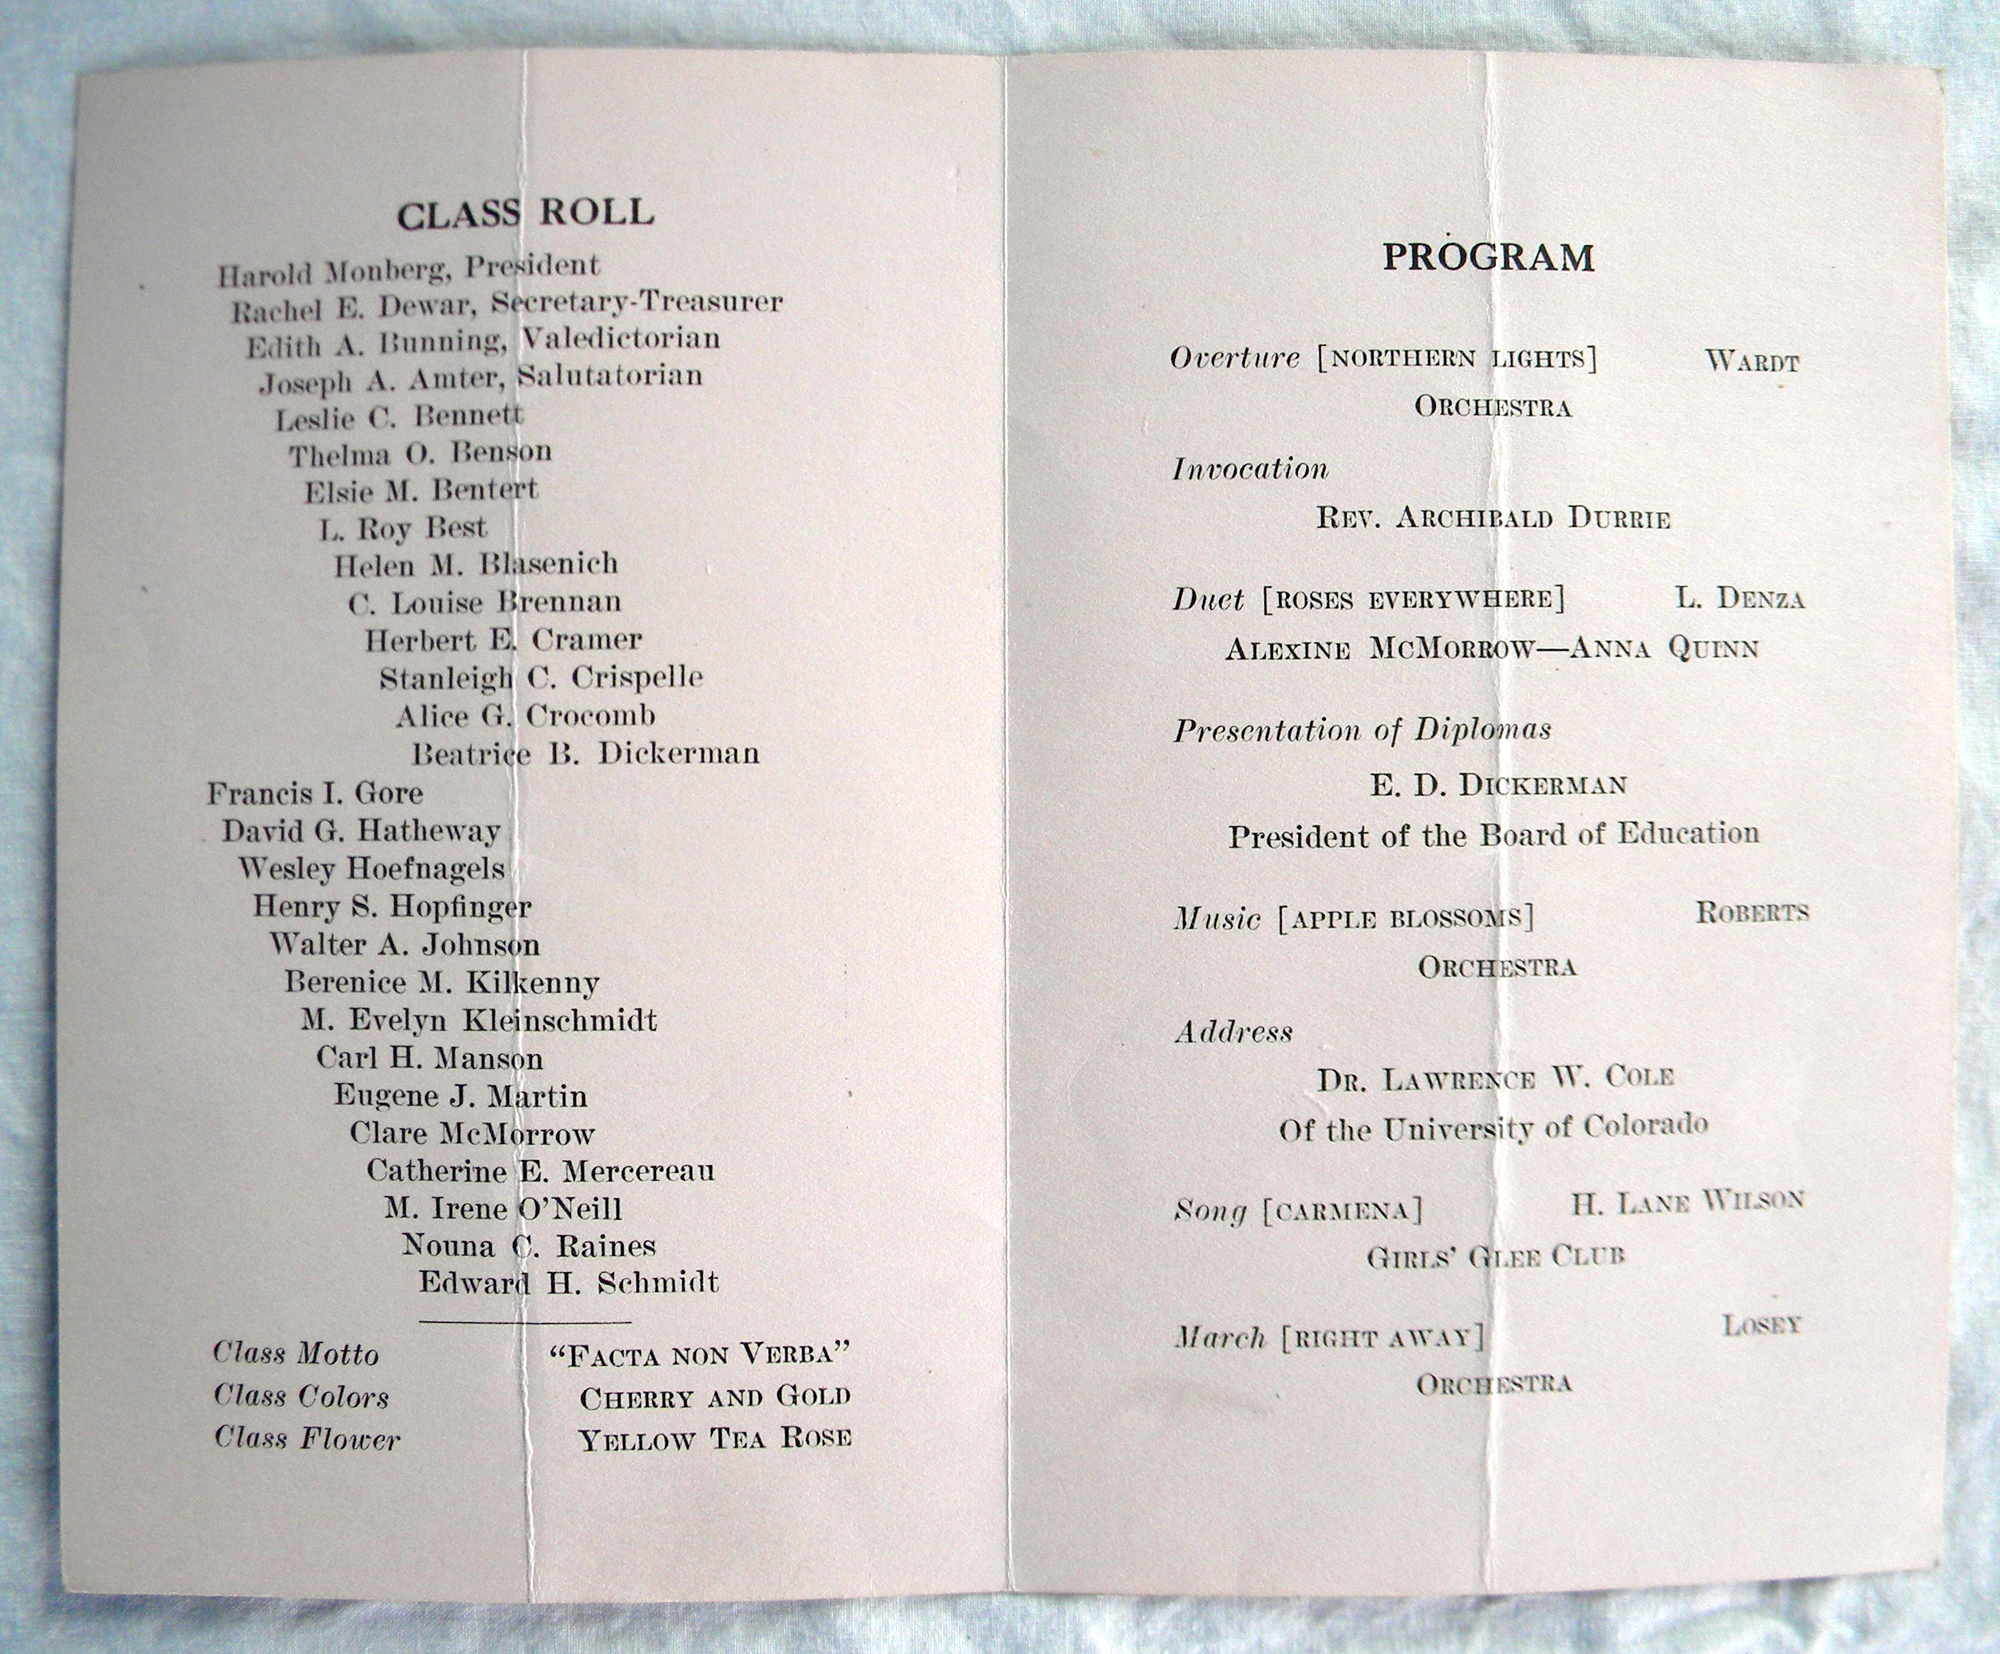 CLASS ROLL
Harold Monberg, President
Rachel E. Dewar, Secretary-Treasurer
Edith A. Bunning, Valedictorian
Joseph A. Amter, Salutatorian
Leslie C. Bennett
Thelma O. Benson
Elsie M. Bentert
L. Roy Best
Helen M. Blasenich
C. Louise Brennan
Herbert E. Cramer
Stanleigh C. Crispelle
Alice G. Crocomb
Beatrice B. Dickerman
Francis I. Gore
David G. Hatheway
Wesley Hoefnagels
Henry S. Hopfinger
Walter A. Johnson
Berenice M. Kilkenny
M. Evelyn Kleinschmidt
Carl H. Manson
Eugene J. Martin
Clare McMorrow
Catherine E. Mercereau
M. Irene O'Neill
Nouna C. Raines
Edward H. Schmidt
Class Motto "FACTA NON VERBA"
Class Colors CHERRY AND GOLD
Class Flower YELLOW TEA ROSE
PROGRAM
Overture [NORTHERN LIGHTS] WARDT
ORCHESTRA
Invocation
REV. ARCHIBALD DURRIE
Duet [ROSES EVERYWHERE] L. DENZA
ALEXINE MCMORROW—ANNA QUINN
Presentation of Diplomas
E. D. DICKERMAN
President of the Board of Education
Music [APPLE BLOSSOMS] ROBERTS
ORCHESTRA
Address
DR. LAWRENCE W. COLE
Of the University of Colorado
Song [CARMENA] H. LANE WILSON
GIRLS' GLEE CLUB
March [RIGHT AWAY] LOSEY
ORCHESTRA